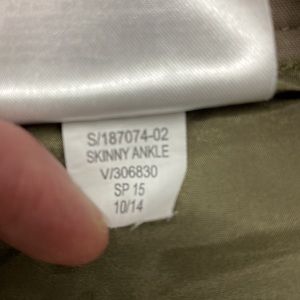 S/187074-02
SKINNY ANKLE
V/306830
SP 15
10/14